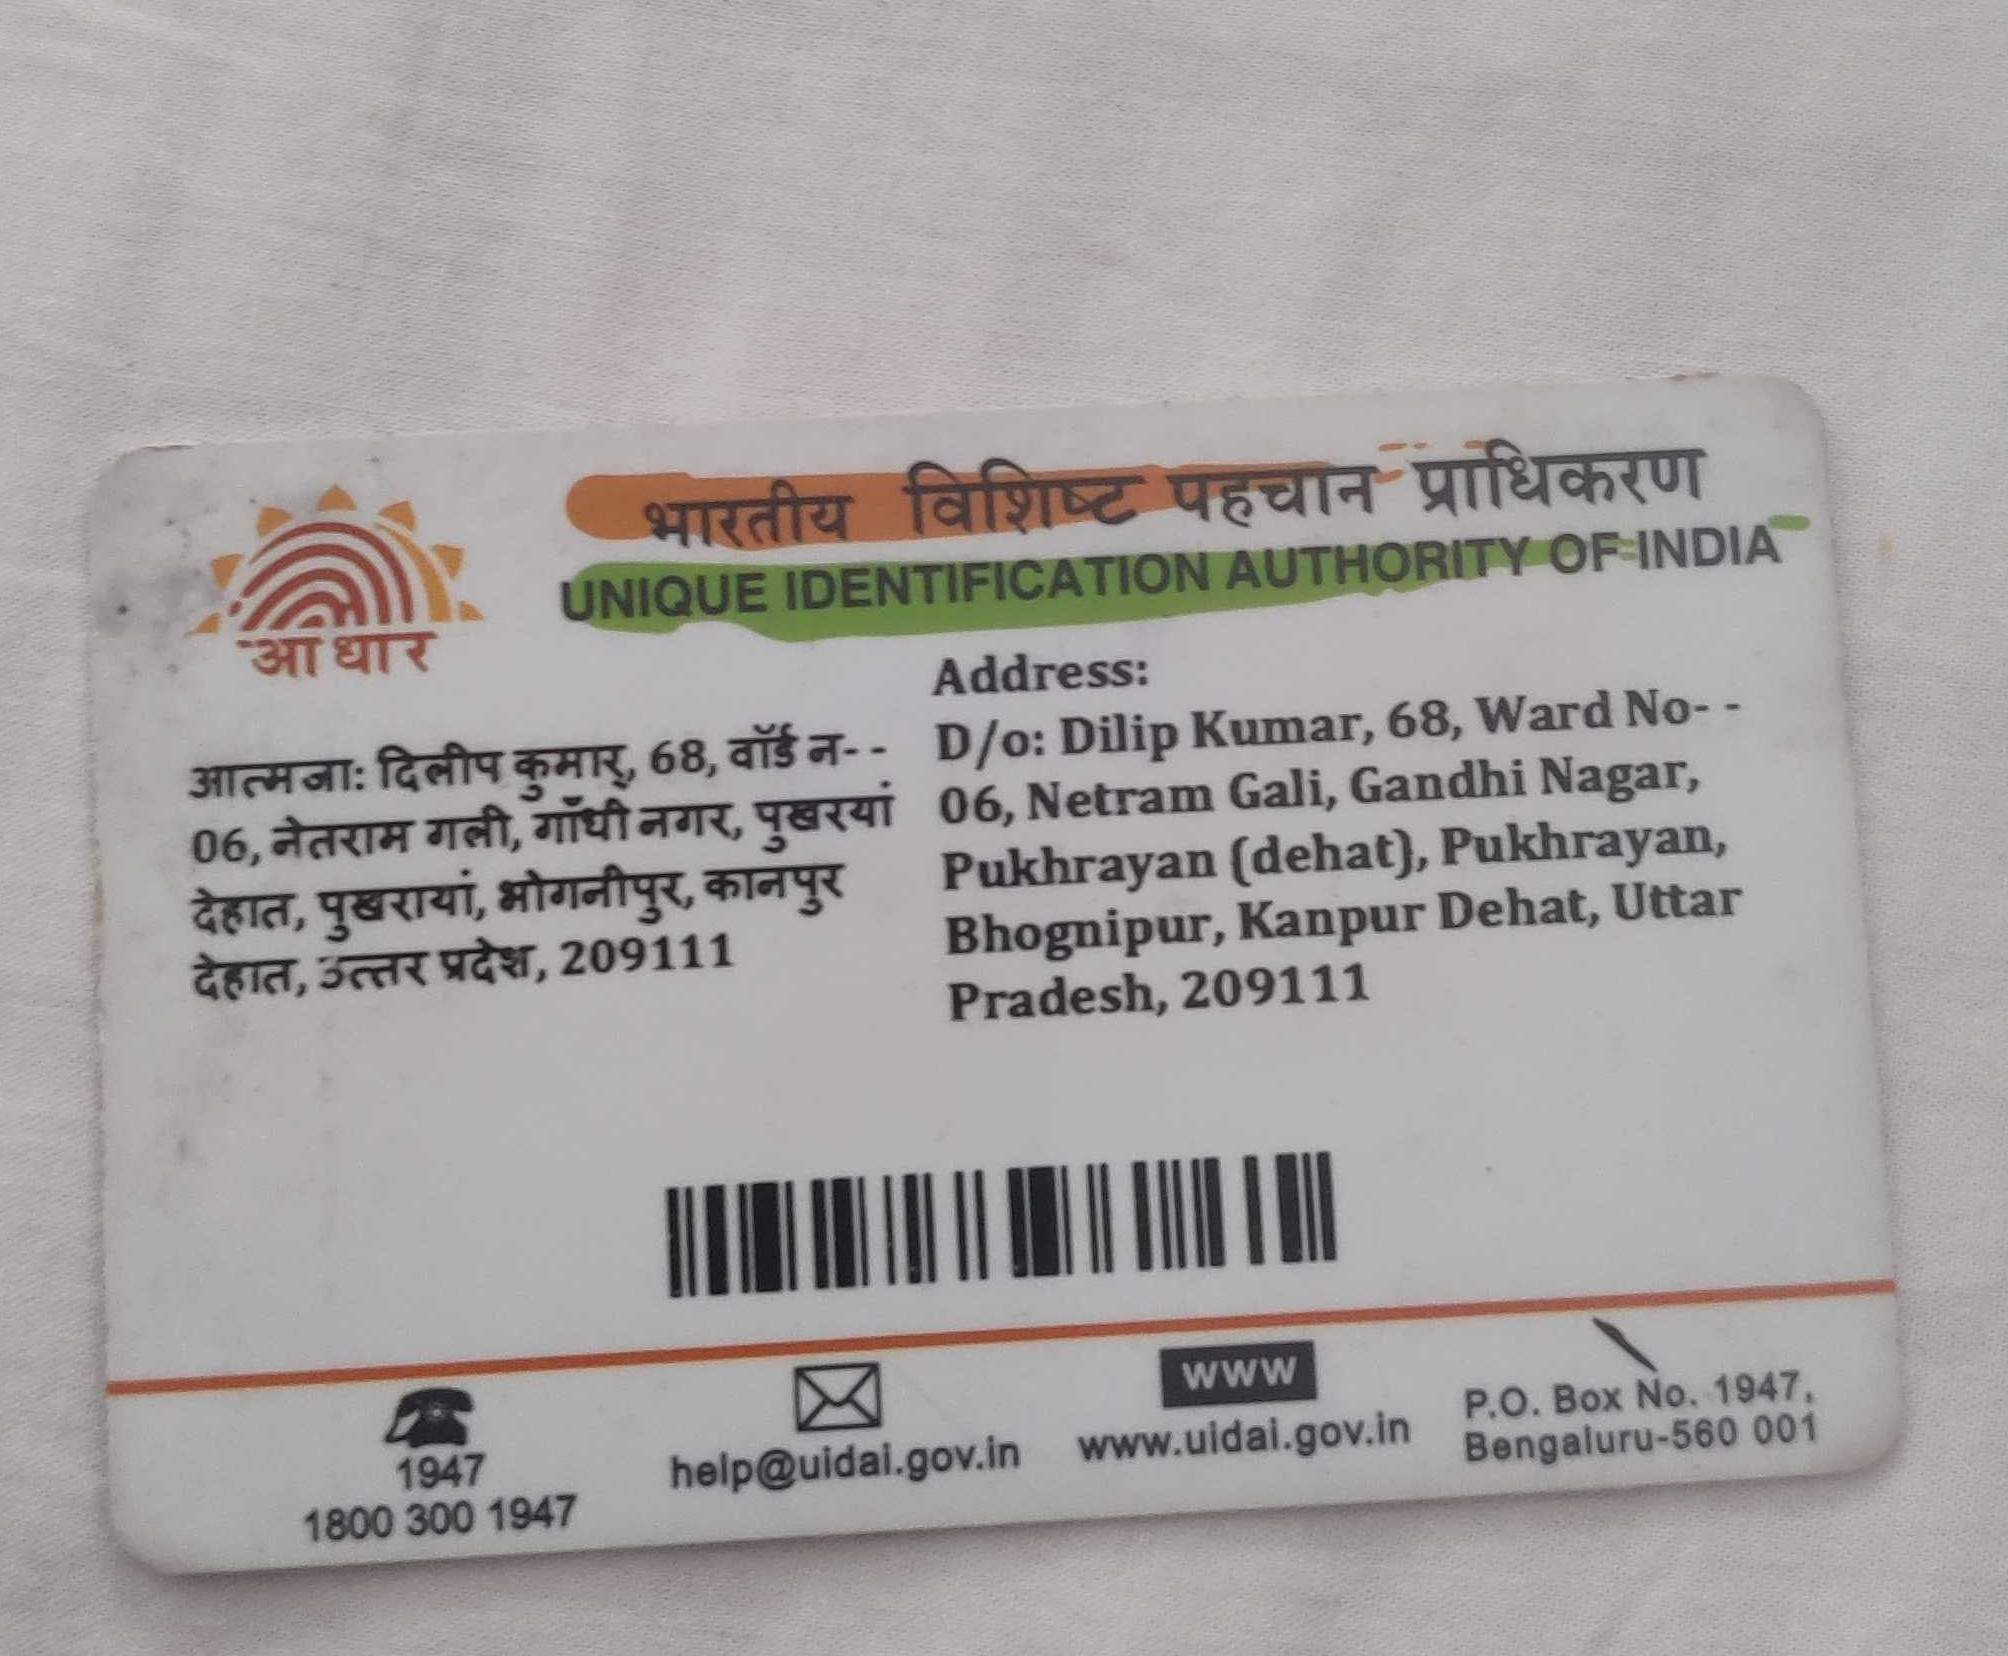 भारतीय विशिष्ट पहचान प्राधिकरण
UNIQUE IDENTIFICATION AUTHORITY OF INDIA
आधार
आत्मजा: दिलीप कुमार, 68, वॉर्ड न- -
06, नेतराम गली, गाँधी नगर, पुखरयां
देहात, पुखरायां, भोगनीपुर, कानपुर
देहात, उत्तर प्रदेश, 209111
Address:
D/o: Dilip Kumar, 68, Ward No- -
06, Netram Gali, Gandhi Nagar,
Pukhrayan (dehat), Pukhrayan,
Bhognipur, Kanpur Dehat, Uttar
Pradesh, 209111
1947
1800 300 1947
help@uidai.gov.in
WWW
www.uidai.gov.in
P.O. Box No. 1947,
Bengaluru-560 001